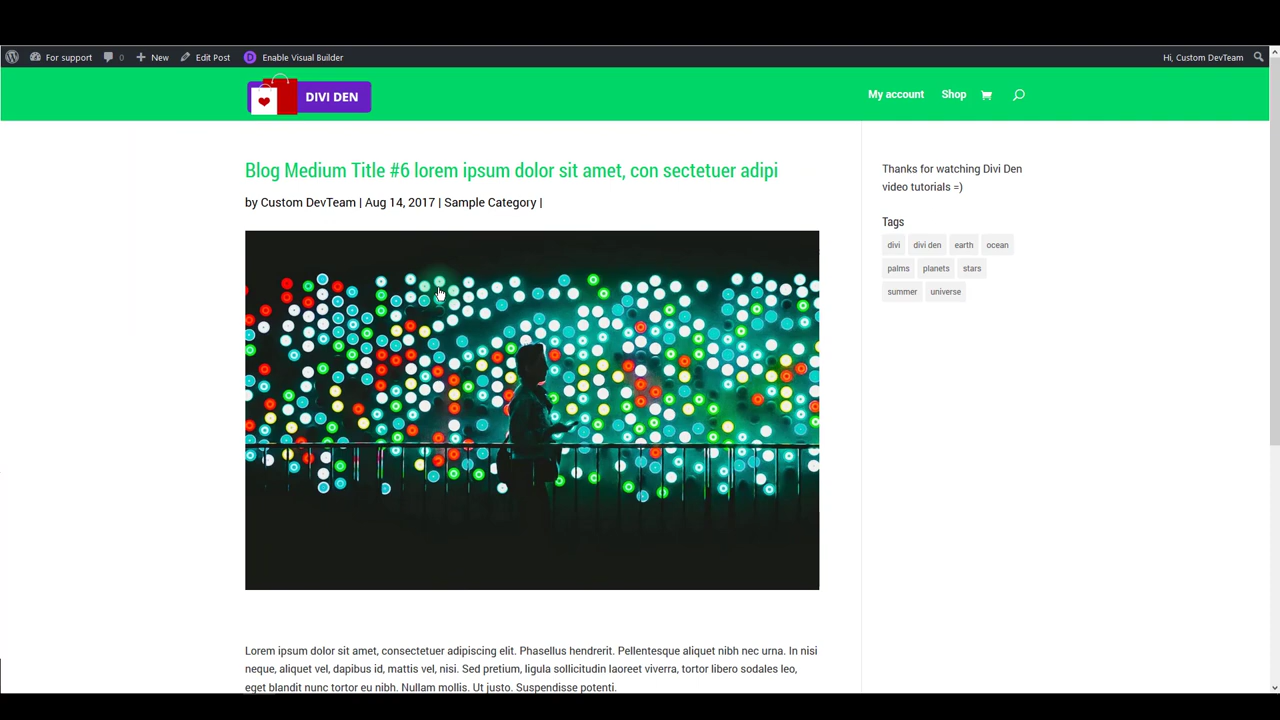 For support
0
New
Edit Post
D
Enable Visual Builder
Hi, Custom DevTeam
DIVI DEN
My account
Shop
Blog Medium Title #6 lorem ipsum dolor sit amet, con sectetuer adipi
by Custom DevTeam | Aug 14, 2017 | Sample Category |
Lorem ipsum dolor sit amet, consectetuer adipiscing elit. Phasellus hendrerit. Pellentesque aliquet nibh nec urna. In nisi
neque, aliquet vel, dapibus id, mattis vel, nisi. Sed pretium, ligula sollicitudin laoreet viverra, tortor libero sodales leo,
eget blandit nunc tortor eu nibh. Nullam mollis. Ut justo. Suspendisse potenti.
Thanks for watching Divi Den
video tutorials =)
Tags
divi
divi den
earth
ocean
palms
planets
stars
summer
universe